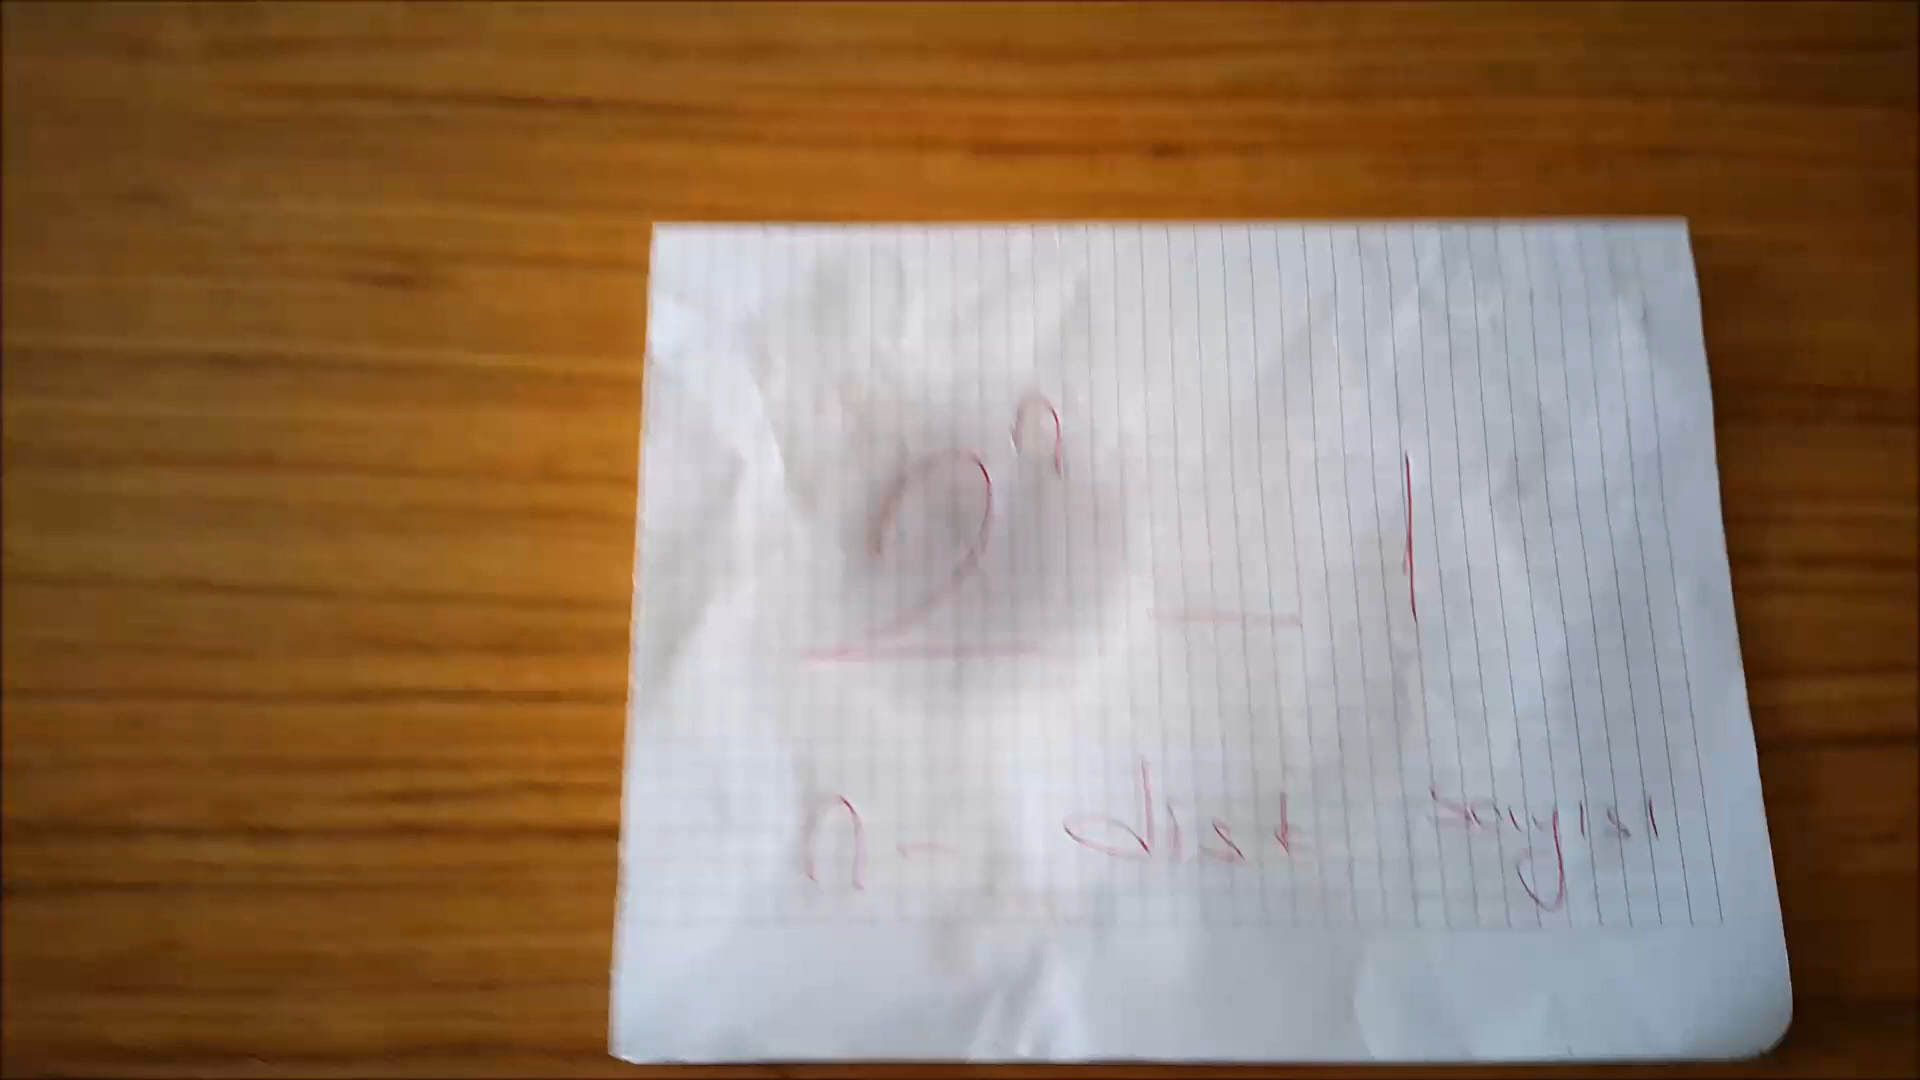 2ⁿ - 1
n - disk sayısı